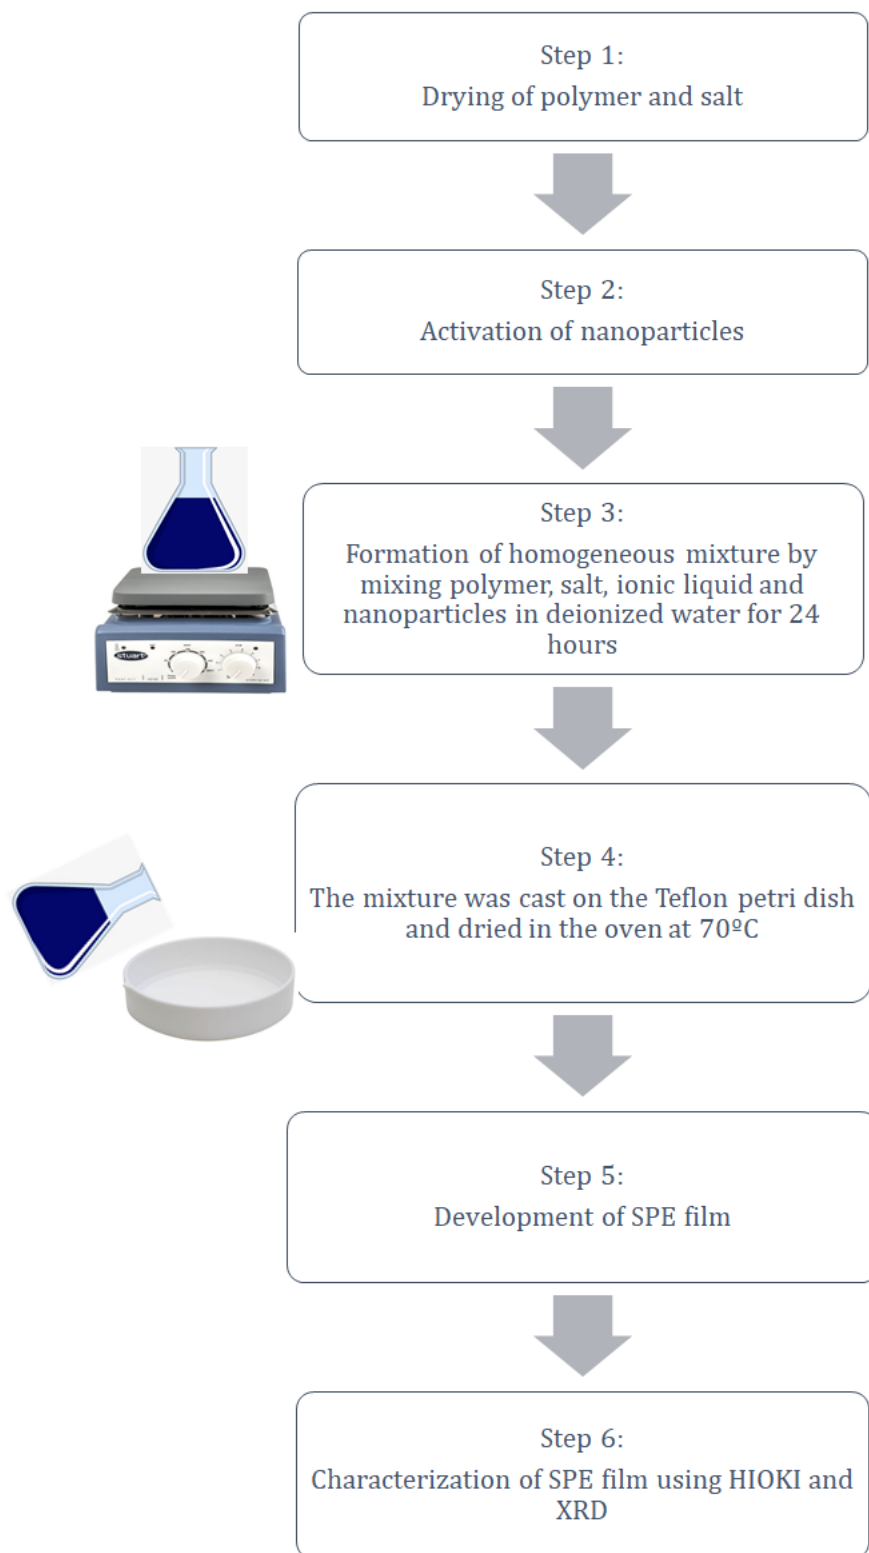 Step 1:
Drying of polymer and salt
Step 2:
Activation of nanoparticles
Step 3:
Formation of homogeneous mixture by
mixing polymer, salt, ionic liquid and
nanoparticles in deionized water for 24
hours
stuart
Step 4:
The mixture was cast on the Teflon petri dish
and dried in the oven at 70ºC
Step 5:
Development of SPE film
Step 6:
Characterization of SPE film using HIOKI and
XRD